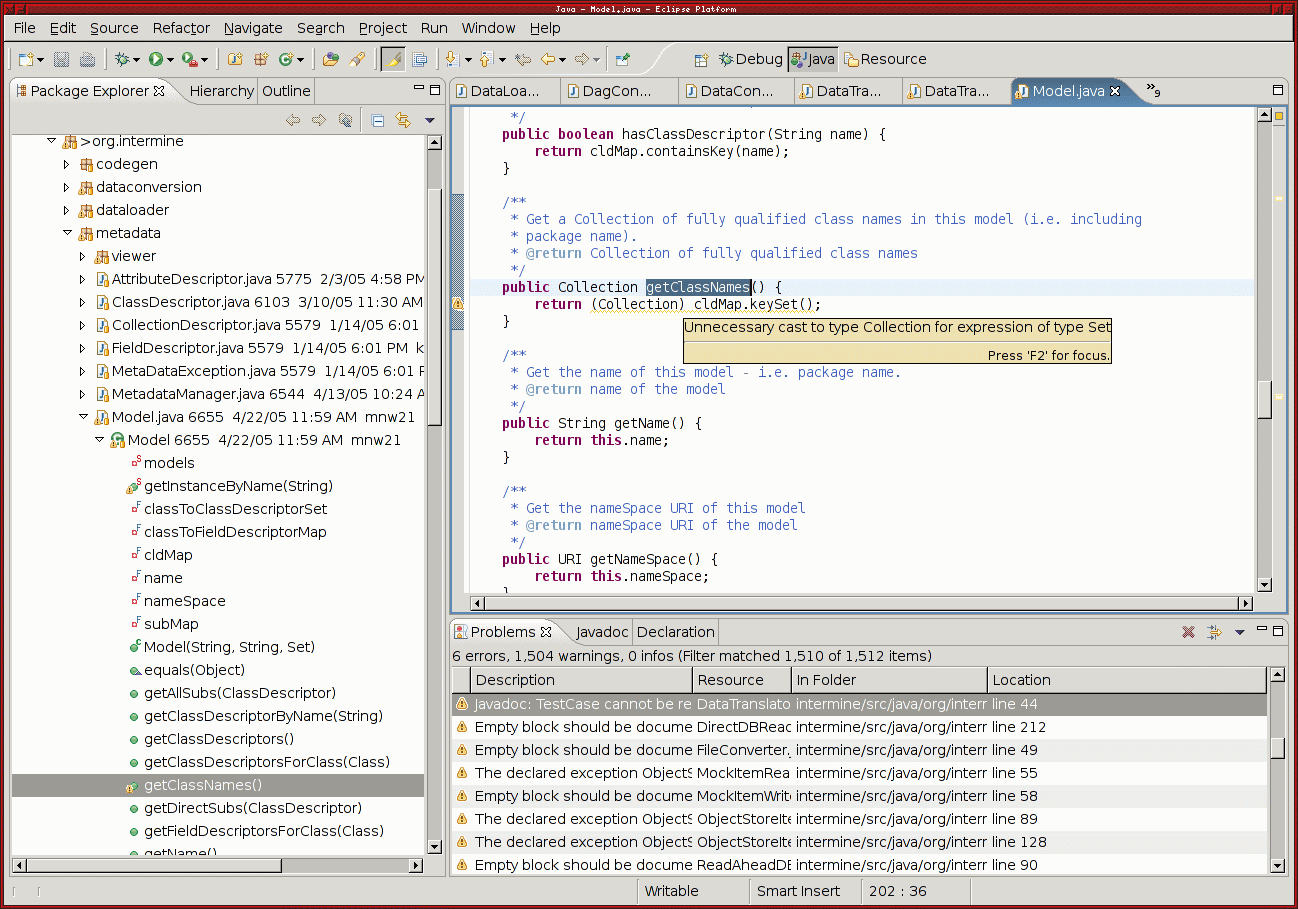 Java - Model.java - Eclipse Platform
File Edit Source Refactor Navigate Search Project Run Window Help
Debug Java Resource
Package Explorer Hierarchy Outline
>org.intermine
codegen
dataconversion
dataloader
metadata
viewer
AttributeDescriptor.java 5775 2/3/05 4:58 PM
ClassDescriptor.java 6103 3/10/05 11:30 AM
CollectionDescriptor.java 5579 1/14/05 6:01
FieldDescriptor.java 5579 1/14/05 6:01 PM k
MetaDataException.java 5579 1/14/05 6:01 P
MetadataManager.java 6544 4/13/05 10:24 A
Model.java 6655 4/22/05 11:59 AM mnw21
Model 6655 4/22/05 11:59 AM mnw21
models
getInstanceByName(String)
classToClassDescriptorSet
classToFieldDescriptorMap
cldMap
name
nameSpace
subMap
Model(String, String, Set)
equals(Object)
getAllSubs(ClassDescriptor)
getClassDescriptorByName(String)
getClassDescriptors()
getClassDescriptorsForClass(Class)
getClassNames()
getDirectSubs(ClassDescriptor)
getFieldDescriptorsForClass(Class)
getName()
DataLoa... DagCon... DataCon... DataTra... DataTra... Model.java »9
*/
public boolean hasClassDescriptor(String name) {
return cldMap.containsKey(name);
}
/**
* Get a Collection of fully qualified class names in this model (i.e. including
* package name).
* @return Collection of fully qualified class names
*/
public Collection getClassNames() {
return (Collection) cldMap.keySet();
}
Unnecessary cast to type Collection for expression of type Set
Press 'F2' for focus.
/**
* Get the name of this model - i.e. package name.
* @return name of the model
*/
public String getName() {
return this.name;
}
/**
* Get the nameSpace URI of this model
* @return nameSpace URI of the model
*/
public URI getNameSpace() {
return this.nameSpace;
}
Problems Javadoc Declaration
6 errors, 1,504 warnings, 0 infos (Filter matched 1,510 of 1,512 items)
Description Resource In Folder Location
Javadoc: TestCase cannot be re DataTranslato intermine/src/java/org/interr line 44
Empty block should be docume DirectDBReac intermine/src/java/org/interr line 212
Empty block should be docume FileConverter. intermine/src/java/org/interr line 49
The declared exception ObjectS MockItemRea intermine/src/java/org/interr line 55
Empty block should be docume MockItemWrit intermine/src/java/org/interr line 58
The declared exception ObjectS ObjectStoreIte intermine/src/java/org/interr line 89
The declared exception ObjectS ObjectStoreIte intermine/src/java/org/interr line 128
Empty block should be docume ReadAheadDB intermine/src/java/org/interr line 90
Writable Smart Insert 202 : 36